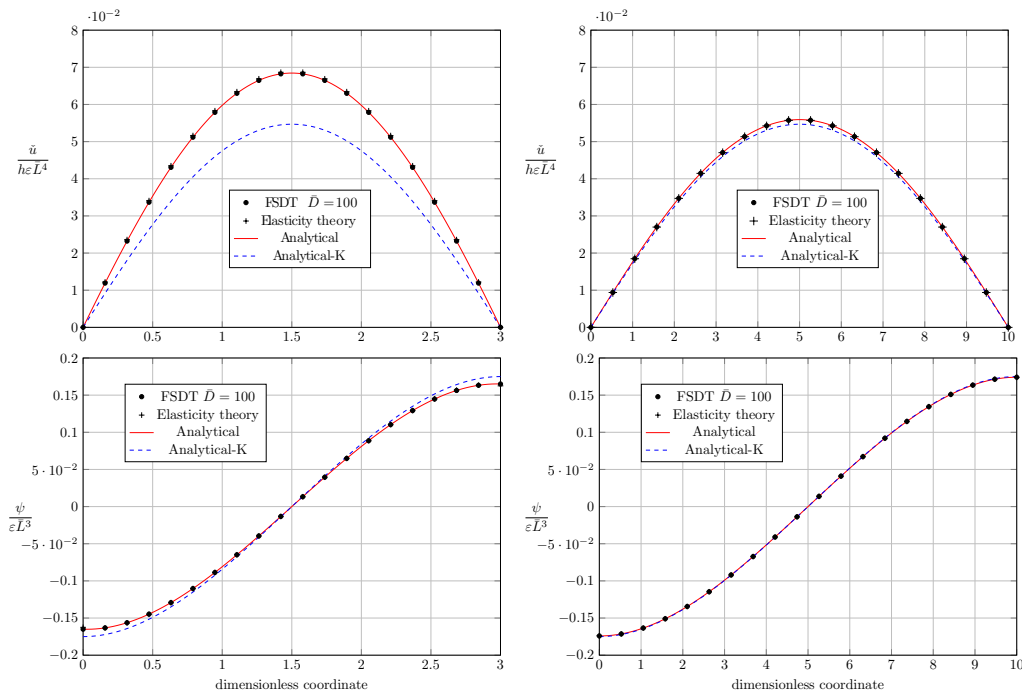 ·10⁻²
8
7
6
5
4
3
2
1
0
ǔ
hεL̄⁴
FSDT D̄ = 100
Elasticity theory
Analytical
Analytical-K
0 0.5 1 1.5 2 2.5 3
·10⁻²
8
7
6
5
4
3
2
1
0
ǔ
hεL̄⁴
FSDT D̄ = 100
Elasticity theory
Analytical
Analytical-K
0 1 2 3 4 5 6 7 8 9 10
0.2
0.15
0.1
5 · 10⁻²
0
−5 · 10⁻²
−0.1
−0.15
−0.2
ψ
εL̄³
FSDT D̄ = 100
Elasticity theory
Analytical
Analytical-K
0 0.5 1 1.5 2 2.5 3
dimensionless coordinate
0.2
0.15
0.1
5 · 10⁻²
0
−5 · 10⁻²
−0.1
−0.15
−0.2
ψ
εL̄³
FSDT D̄ = 100
Elasticity theory
Analytical
Analytical-K
0 1 2 3 4 5 6 7 8 9 10
dimensionless coordinate